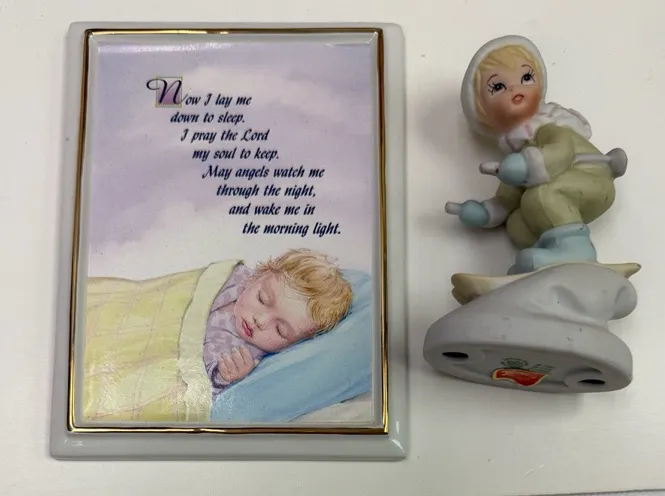 Now I lay me
down to sleep.
I pray the Lord
my soul to keep.
May angels watch me
through the night,
and wake me in
the morning light.